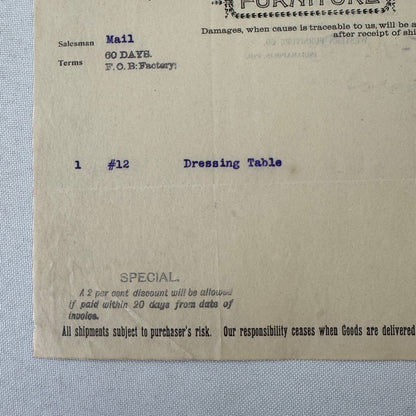 FURNITURE
Damages, when cause is traceable to us, will be a
after receipt of shi
Salesman Mail
Terms 60 DAYS.
F.O.B: Factory:
1 #12 Dressing Table
SPECIAL.
A 2 per cent discount will be allowed
if paid within 20 days from date of
invoice.
All shipments subject to purchaser's risk. Our responsibility ceases when Goods are delivered